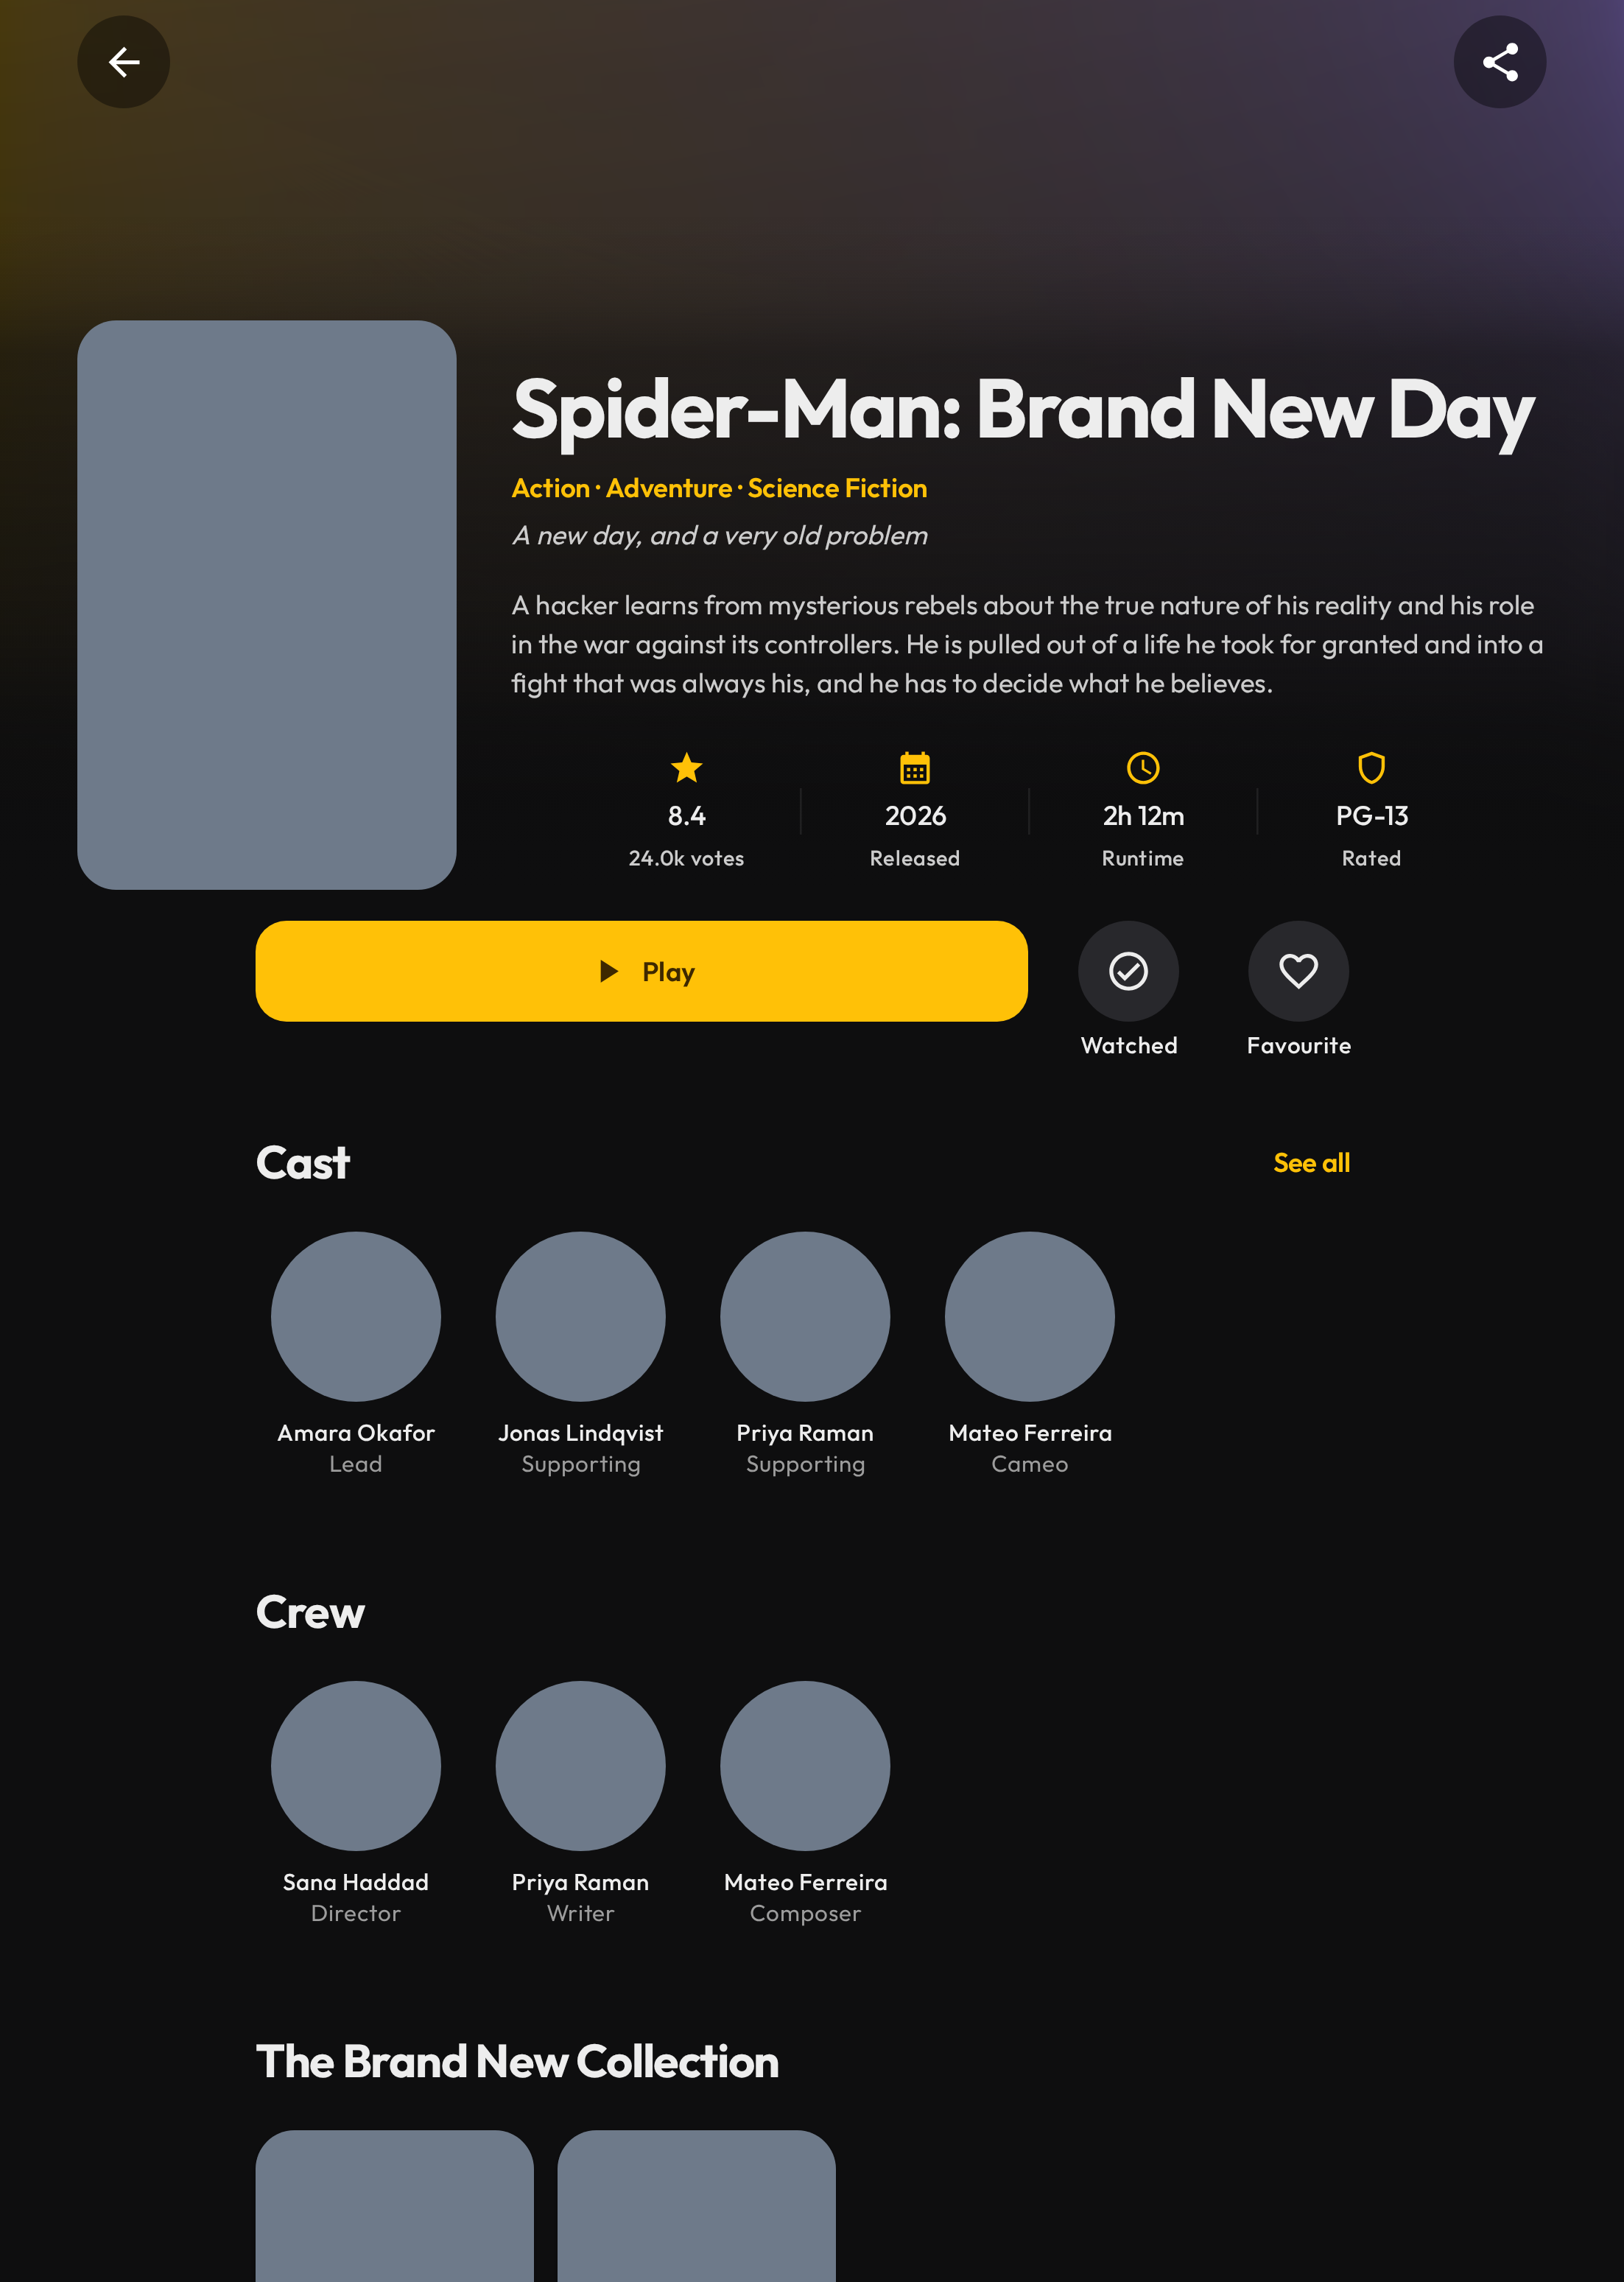 Spider-Man: Brand New Day
Action · Adventure · Science Fiction
A new day, and a very old problem
A hacker learns from mysterious rebels about the true nature of his reality and his role
in the war against its controllers. He is pulled out of a life he took for granted and into a
fight that was always his, and he has to decide what he believes.
8.4
24.0k votes
2026
Released
2h 12m
Runtime
PG-13
Rated
Play
Watched
Favourite
Cast
See all
Amara Okafor
Lead
Jonas Lindqvist
Supporting
Priya Raman
Supporting
Mateo Ferreira
Cameo
Crew
Sana Haddad
Director
Priya Raman
Writer
Mateo Ferreira
Composer
The Brand New Collection